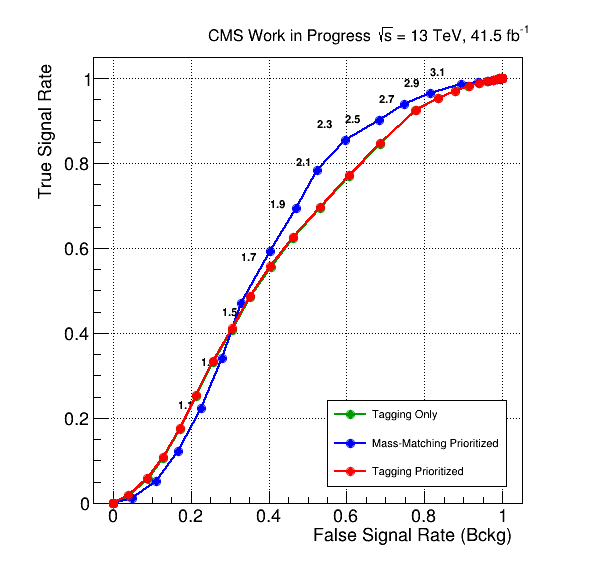 CMS Work in Progress √s = 13 TeV, 41.5 fb⁻¹
True Signal Rate
1
0.8
0.6
0.4
0.2
0
3.1
2.9
2.7
2.5
2.3
2.1
1.9
1.7
1.5
Tagging Only
Mass-Matching Prioritized
Tagging Prioritized
0 0.2 0.4 0.6 0.8 1
False Signal Rate (Bckg)